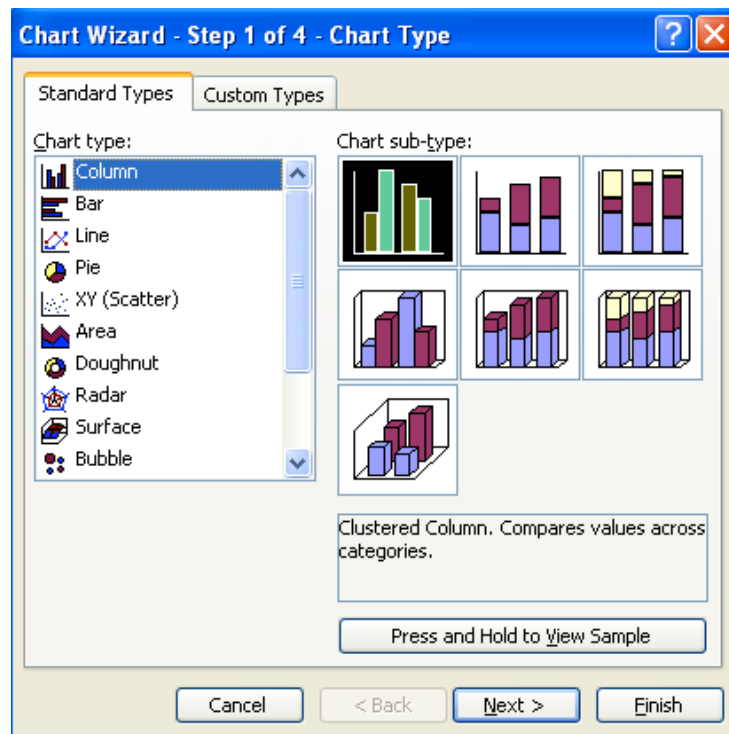 Chart Wizard - Step 1 of 4 - Chart Type
Standard Types
Custom Types
Chart type:
Column
Bar
Line
Pie
XY (Scatter)
Area
Doughnut
Radar
Surface
Bubble
Chart sub-type:
Clustered Column. Compares values across
categories.
Press and Hold to View Sample
Cancel
< Back
Next >
Finish